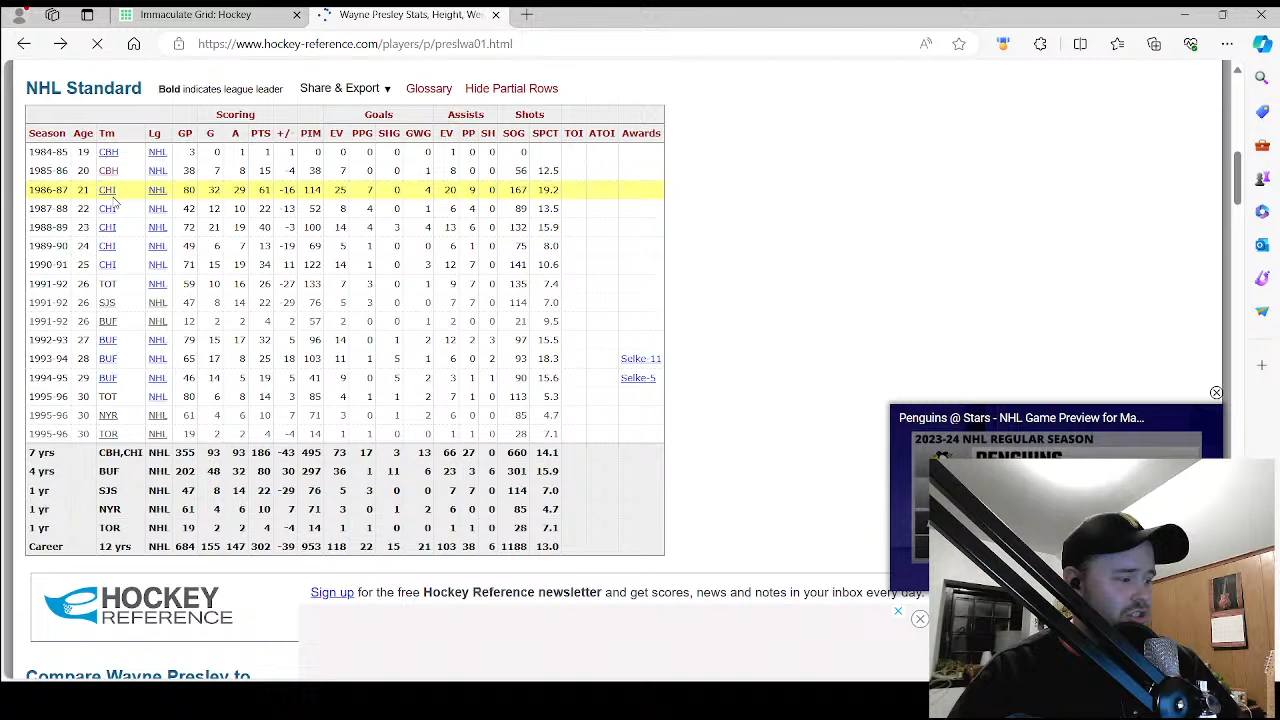 Immaculate Grid: Hockey
Wayne Presley Stats, Height, We
https://www.hockey-reference.com/players/p/preslwa01.html
NHL Standard Bold indicates league leader Share & Export ▼ Glossary Hide Partial Rows
Scoring Goals Assists Shots
Season Age Tm Lg GP G A PTS +/- PIM EV PPG SHG GWG EV PP SH SOG SPCT TOI ATOI Awards
1984-85 19 CBH NHL 3 0 1 1 1 0 0 0 0 0 1 0 0 0
1985-86 20 CBH NHL 38 7 8 15 -4 38 7 0 0 1 8 0 0 56 12.5
1986-87 21 CHI NHL 80 32 29 61 -16 114 25 7 0 4 20 9 0 167 19.2
1987-88 22 CHI NHL 42 12 10 22 -13 52 8 4 0 1 6 4 0 89 13.5
1988-89 23 CHI NHL 72 21 19 40 -3 100 14 4 3 4 13 6 0 132 15.9
1989-90 24 CHI NHL 49 6 7 13 -19 69 5 1 0 0 6 1 0 75 8.0
1990-91 25 CHI NHL 71 15 19 34 11 122 14 1 0 3 12 7 0 141 10.6
1991-92 26 TOT NHL 59 10 16 26 -27 133 7 3 0 1 9 7 0 135 7.4
1991-92 26 SJS NHL 47 8 14 22 -29 76 5 3 0 0 7 7 0 114 7.0
1991-92 26 BUF NHL 12 2 2 4 2 57 2 0 0 1 2 0 0 21 9.5
1992-93 27 BUF NHL 79 15 17 32 5 96 14 0 1 2 12 2 3 97 15.5
1993-94 28 BUF NHL 65 17 8 25 18 103 11 1 5 1 6 0 2 93 18.3 Selke-11
1994-95 29 BUF NHL 46 14 5 19 5 41 9 0 5 2 3 1 1 90 15.6 Selke-5
1995-96 30 TOT NHL 80 6 8 14 3 85 4 1 1 2 7 1 0 113 5.3
1995-96 30 NYR NHL 61 4 6 10 7 71 3 0 1 2 6 0 0 85 4.7
1995-96 30 TOR NHL 19 2 2 4 -4 14 1 1 0 0 1 1 0 28 7.1
7 yrs CBH,CHI NHL 355 93 93 186 -43 495 73 17 3 13 66 27 0 660 14.1
4 yrs BUF NHL 202 48 32 80 30 297 36 1 11 6 23 3 6 301 15.9
1 yr SJS NHL 47 8 14 22 -29 76 5 3 0 0 7 7 0 114 7.0
1 yr NYR NHL 61 4 6 10 7 71 3 0 1 2 6 0 0 85 4.7
1 yr TOR NHL 19 2 2 4 -4 14 1 1 0 0 1 1 0 28 7.1
Career 12 yrs NHL 684 155 147 302 -39 953 118 22 15 21 103 38 6 1188 13.0
Penguins @ Stars - NHL Game Preview for Ma...
2023-24 NHL REGULAR SEASON
PENGUINS
HOCKEY
REFERENCE
Sign up for the free Hockey Reference newsletter and get scores, news and notes in your inbox every day.
Compare Wayne Presley to